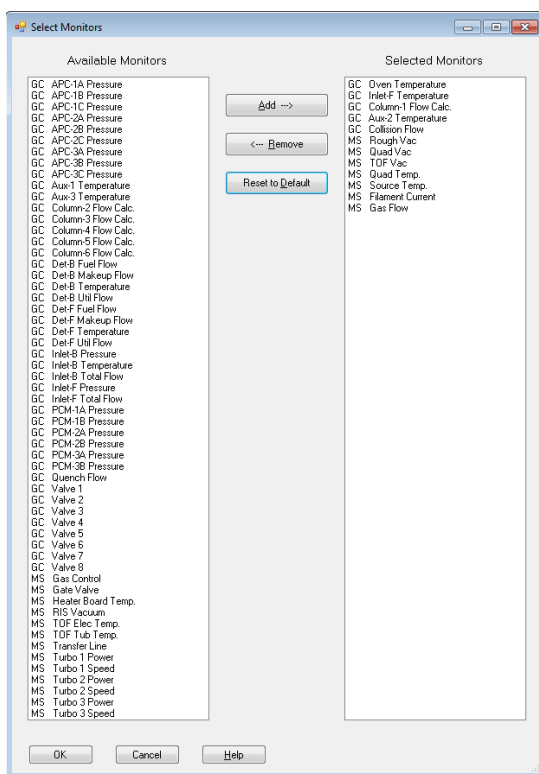 Select Monitors
Available Monitors
GC APC-1A Pressure
GC APC-1B Pressure
GC APC-1C Pressure
GC APC-2A Pressure
GC APC-2B Pressure
GC APC-2C Pressure
GC APC-3A Pressure
GC APC-3B Pressure
GC APC-3C Pressure
GC Aux-1 Temperature
GC Aux-3 Temperature
GC Column-2 Flow Calc.
GC Column-3 Flow Calc.
GC Column-4 Flow Calc.
GC Column-5 Flow Calc.
GC Column-6 Flow Calc.
GC Det-B Fuel Flow
GC Det-B Makeup Flow
GC Det-B Temperature
GC Det-B Util Flow
GC Det-F Fuel Flow
GC Det-F Makeup Flow
GC Det-F Temperature
GC Det-F Util Flow
GC Inlet-B Pressure
GC Inlet-B Temperature
GC Inlet-B Total Flow
GC Inlet-F Pressure
GC Inlet-F Total Flow
GC PCM-1A Pressure
GC PCM-1B Pressure
GC PCM-2A Pressure
GC PCM-2B Pressure
GC PCM-3A Pressure
GC PCM-3B Pressure
GC Quench Flow
GC Valve 1
GC Valve 2
GC Valve 3
GC Valve 4
GC Valve 5
GC Valve 6
GC Valve 7
GC Valve 8
MS Gas Control
MS Gate Valve
MS Heater Board Temp.
MS RIS Vacuum
MS TOF Elec Temp.
MS TOF Tub Temp.
MS Transfer Line
MS Turbo 1 Power
MS Turbo 1 Speed
MS Turbo 2 Power
MS Turbo 2 Speed
MS Turbo 3 Power
MS Turbo 3 Speed
Add --->
<--- Remove
Reset to Default
Selected Monitors
GC Oven Temperature
GC Inlet-F Temperature
GC Column-1 Flow Calc.
GC Aux-2 Temperature
GC Collision Flow
MS Rough Vac
MS Quad Vac
MS TOF Vac
MS Quad Temp.
MS Source Temp.
MS Filament Current
MS Gas Flow
OK
Cancel
Help